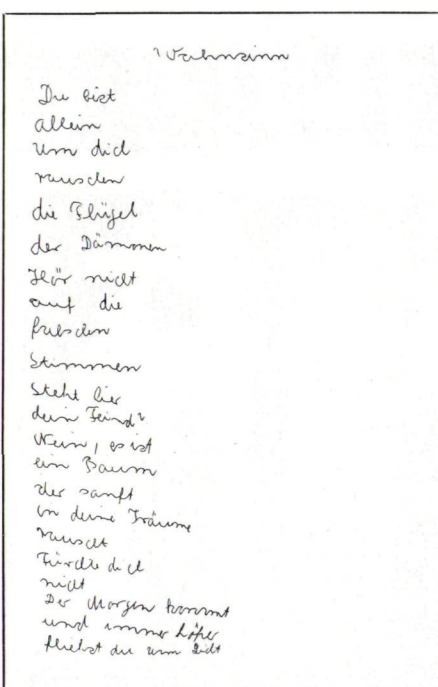 Wahnsinn
Du bist
allein
Um dich
rauschen
die Flügel
der Dämonen
Hör nicht
auf die
falschen
Stimmen
Steht hier
dein Feind?
Nein, es ist
ein Baum
der sanft
in deine Träume
rauscht
Fürchte dich
nicht
Der Morgen kommt
und immer höher
fliehst du zum Licht